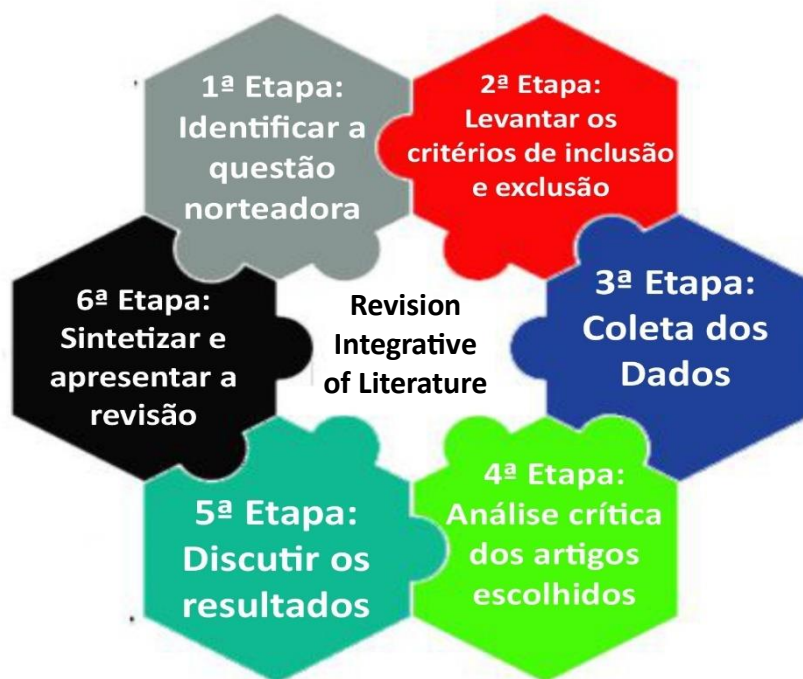 1ª Etapa:
Identificar a
questão
norteadora
2ª Etapa:
Levantar os
critérios de inclusão
e exclusão
3ª Etapa:
Coleta dos
Dados
4ª Etapa:
Análise crítica
dos artigos
escolhidos
5ª Etapa:
Discutir os
resultados
6ª Etapa:
Sintetizar e
apresentar a
revisão
Revision
Integrative
of Literature